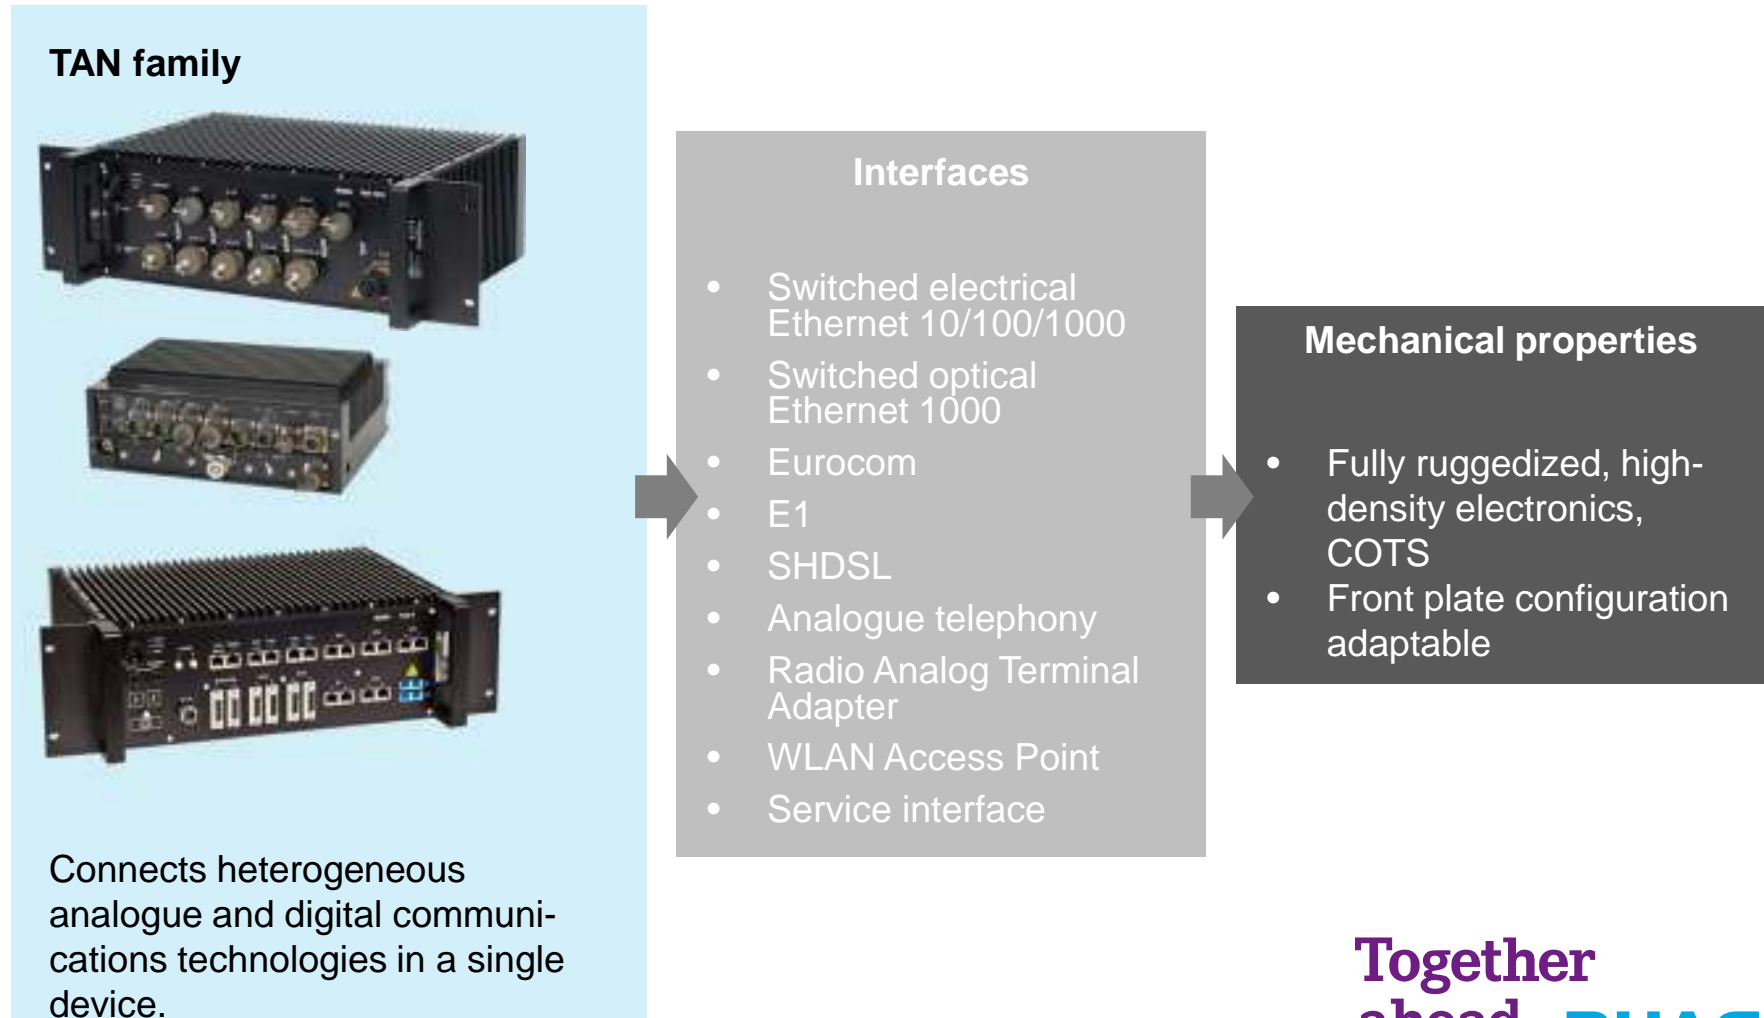 TAN family
Connects heterogeneous
analogue and digital communi-
cations technologies in a single
device.
Interfaces
• Switched electrical
Ethernet 10/100/1000
• Switched optical
Ethernet 1000
• Eurocom
• E1
• SHDSL
• Analogue telephony
• Radio Analog Terminal
Adapter
• WLAN Access Point
• Service interface
Mechanical properties
• Fully ruggedized, high-
density electronics,
COTS
• Front plate configuration
adaptable
Together
ahead.